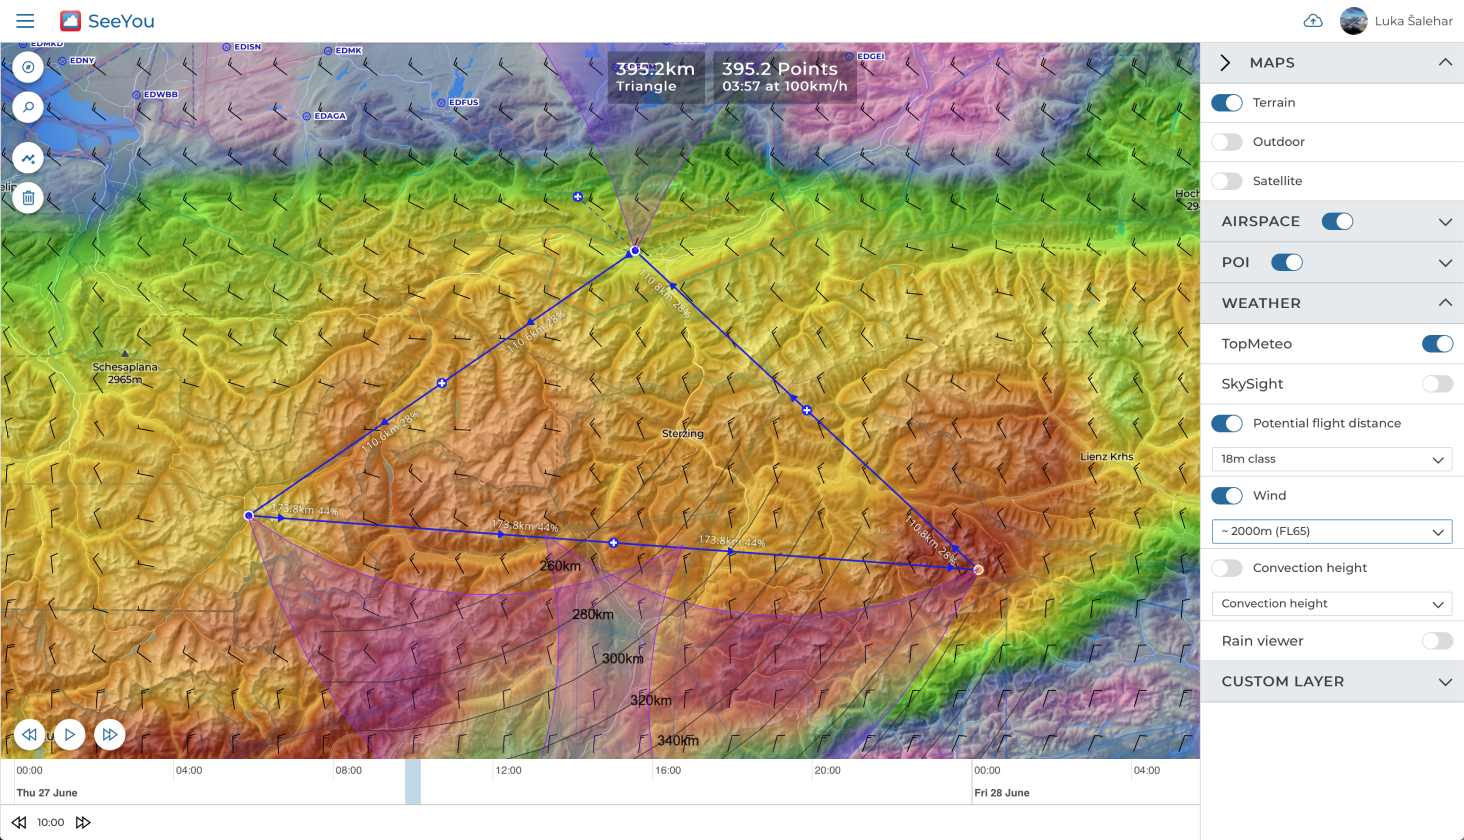 SeeYou
Luka Šalehar
EDMKD
EDISN
EDMK
EDNY
EDGEI
395.2km
Triangle
395.2 Points
03:57 at 100km/h
EDWBB
EDFUS
EDAGA
Hoch
29
110.8km 28%
110.6km 28%
Schesaplana
2965m
110.6km 28%
Sterzing
Lienz Krhs
173.8km 44%
173.8km 44%
173.8km 44%
110.8km 28%
260km
280km
300km
320km
340km
MAPS
Terrain
Outdoor
Satellite
AIRSPACE
POI
WEATHER
TopMeteo
SkySight
Potential flight distance
18m class
Wind
~ 2000m (FL65)
Convection height
Convection height
Rain viewer
CUSTOM LAYER
00:00
04:00
08:00
12:00
16:00
20:00
00:00
04:00
Thu 27 June
Fri 28 June
10:00